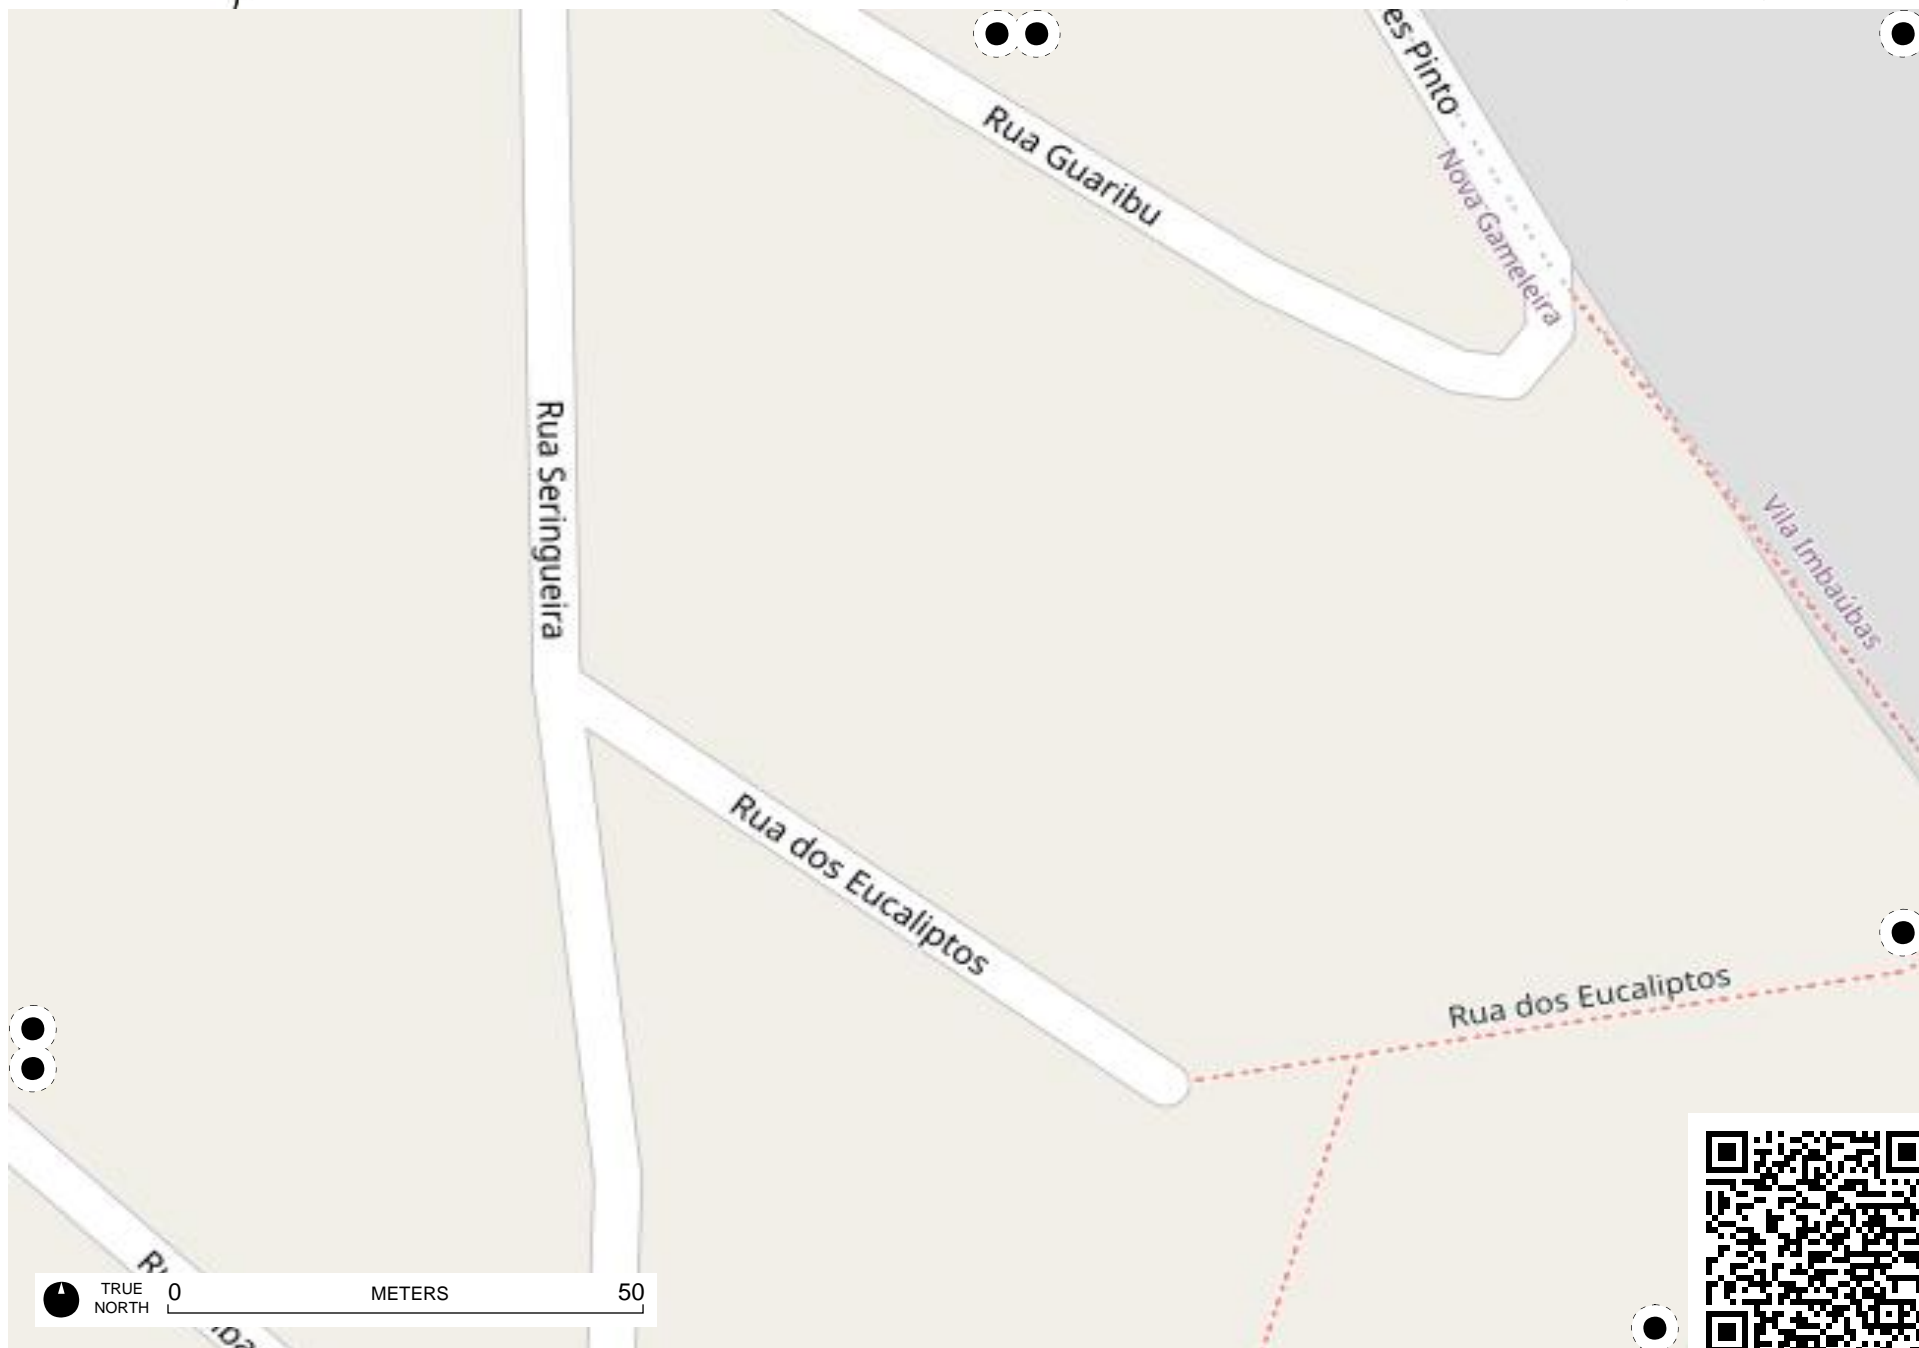 es Pinto
Rua Guaribu
Nova Gameleira
Rua Seringueira
Vila Imbaúbas
Rua dos Eucaliptos
Rua dos Eucaliptos
TRUE
NORTH
0 METERS 50